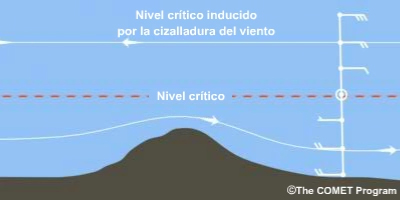 Nivel crítico inducido
por la cizalladura del viento
Nivel crítico
©The COMET Program